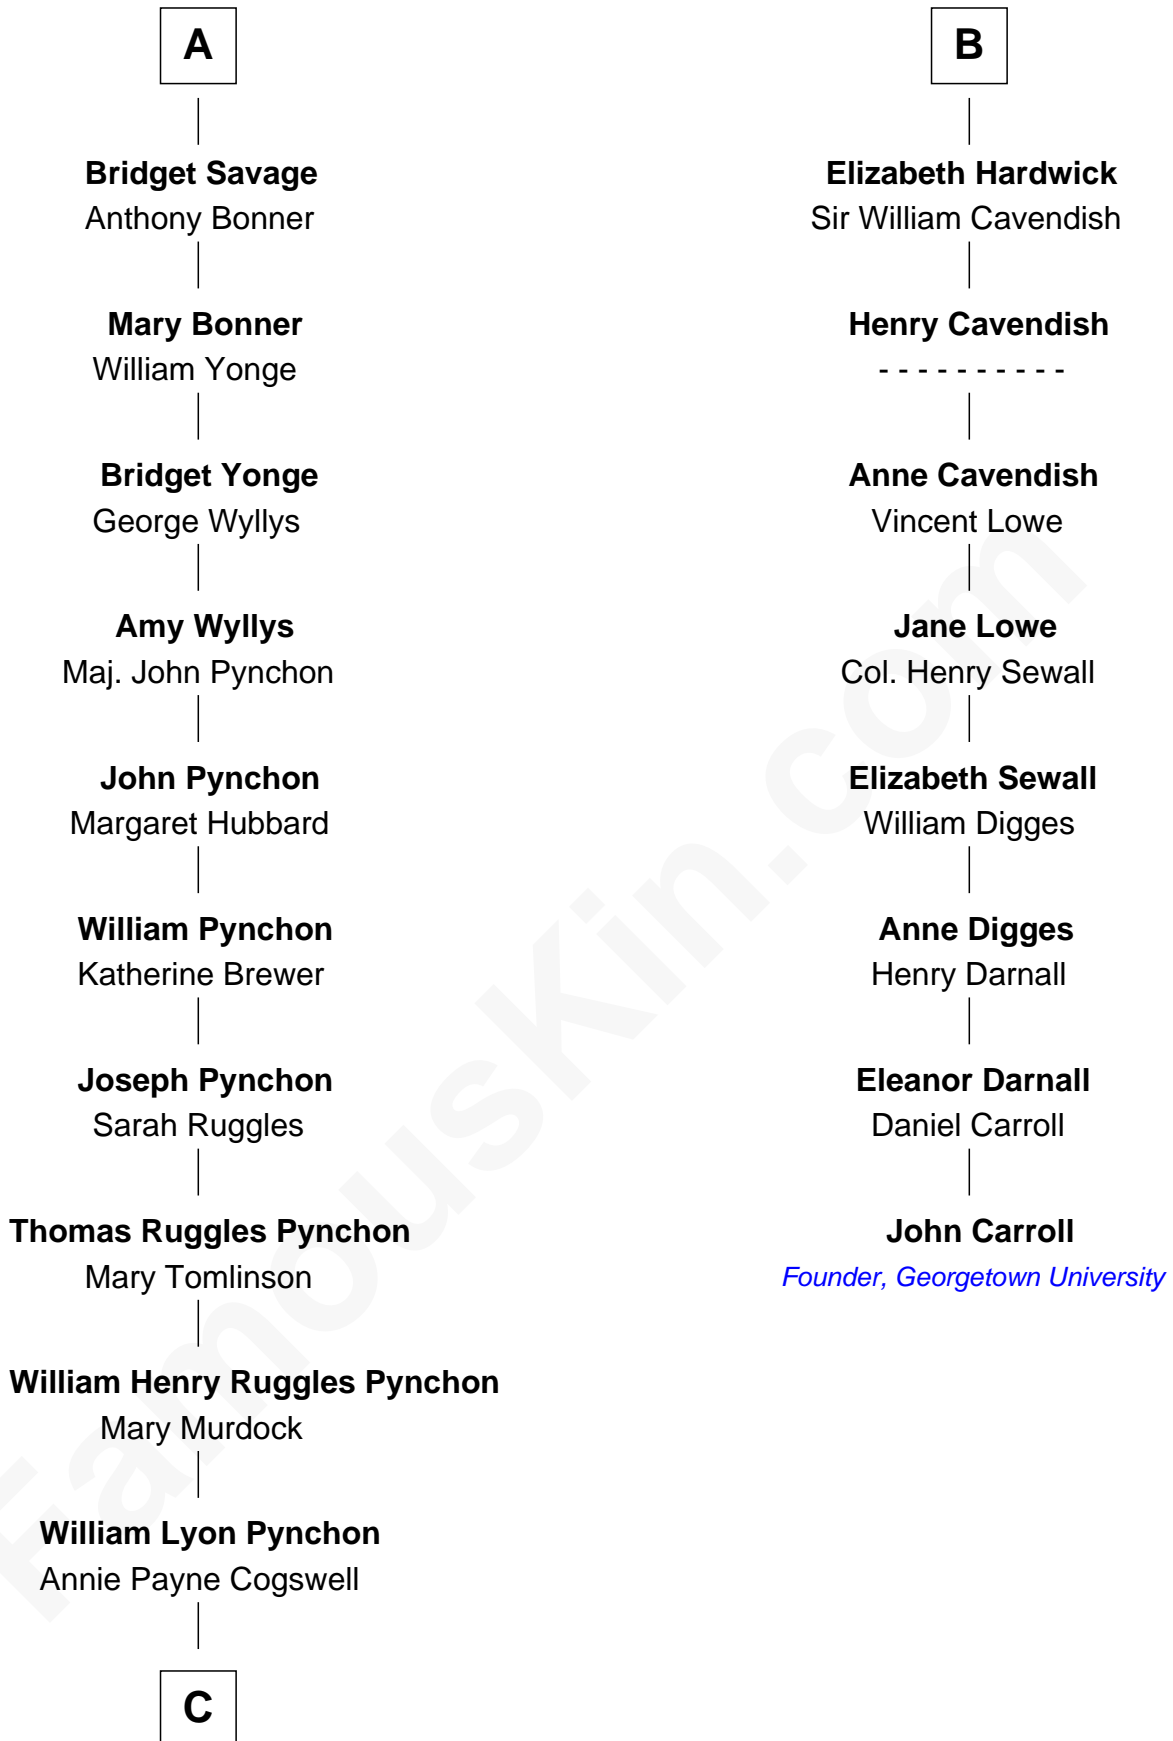 A
Bridget Savage
Anthony Bonner
Mary Bonner
William Yonge
Bridget Yonge
George Wyllys
Amy Wyllys
Maj. John Pynchon
John Pynchon
Margaret Hubbard
William Pynchon
Katherine Brewer
Joseph Pynchon
Sarah Ruggles
Thomas Ruggles Pynchon
Mary Tomlinson
William Henry Ruggles Pynchon
Mary Murdock
William Lyon Pynchon
Annie Payne Cogswell
C
B
Elizabeth Hardwick
Sir William Cavendish
Henry Cavendish
- - - - - - - - - -
Anne Cavendish
Vincent Lowe
Jane Lowe
Col. Henry Sewall
Elizabeth Sewall
William Digges
Anne Digges
Henry Darnall
Eleanor Darnall
Daniel Carroll
John Carroll
Founder, Georgetown University
FamousKin.com